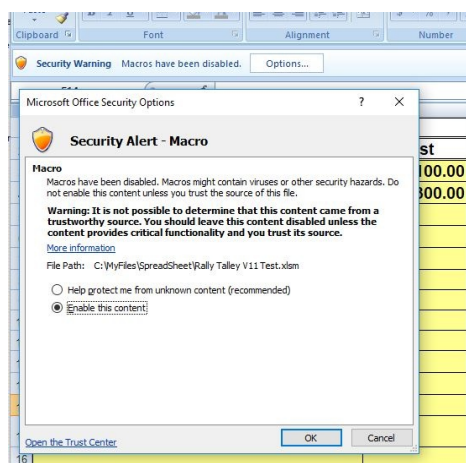 Clipboard
Font
Alignment
Number
Security Warning Macros have been disabled. Options...
Microsoft Office Security Options ? X
Security Alert - Macro
Macro
Macros have been disabled. Macros might contain viruses or other security hazards. Do
not enable this content unless you trust the source of this file.
Warning: It is not possible to determine that this content came from a
trustworthy source. You should leave this content disabled unless the
content provides critical functionality and you trust its source.
More information
File Path: C:\MyFiles\SpreadSheet\Rally Talley V11 Test.xlsm
Help protect me from unknown content (recommended)
Enable this content
Open the Trust Center
OK
Cancel
st
100.00
300.00
16